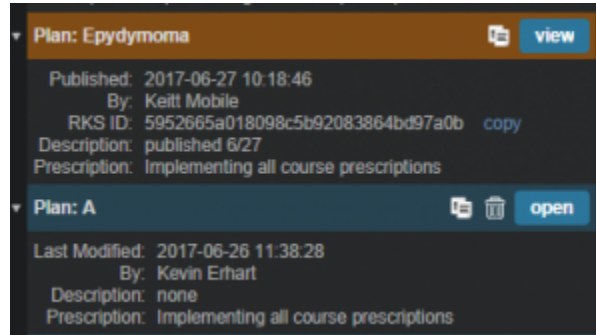 Plan: Epydymoma view
Published: 2017-06-27 10:18:46
By: Keitt Mobile
RKS ID: 5952665a018098c5b92083864bd97a0b copy
Description: published 6/27
Prescription: Implementing all course prescriptions
Plan: A open
Last Modified: 2017-06-26 11:38:28
By: Kevin Erhart
Description: none
Prescription: Implementing all course prescriptions